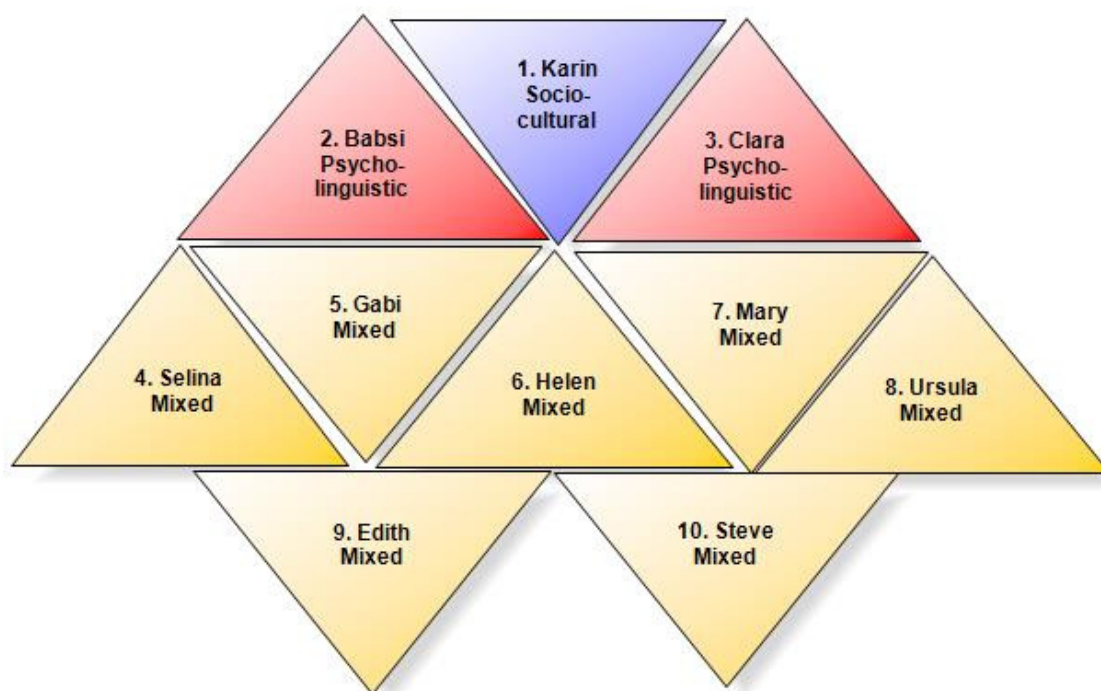 1. Karin
Socio-
cultural
2. Babsi
Psycho-
linguistic
3. Clara
Psycho-
linguistic
4. Selina
Mixed
5. Gabi
Mixed
6. Helen
Mixed
7. Mary
Mixed
8. Ursula
Mixed
9. Edith
Mixed
10. Steve
Mixed